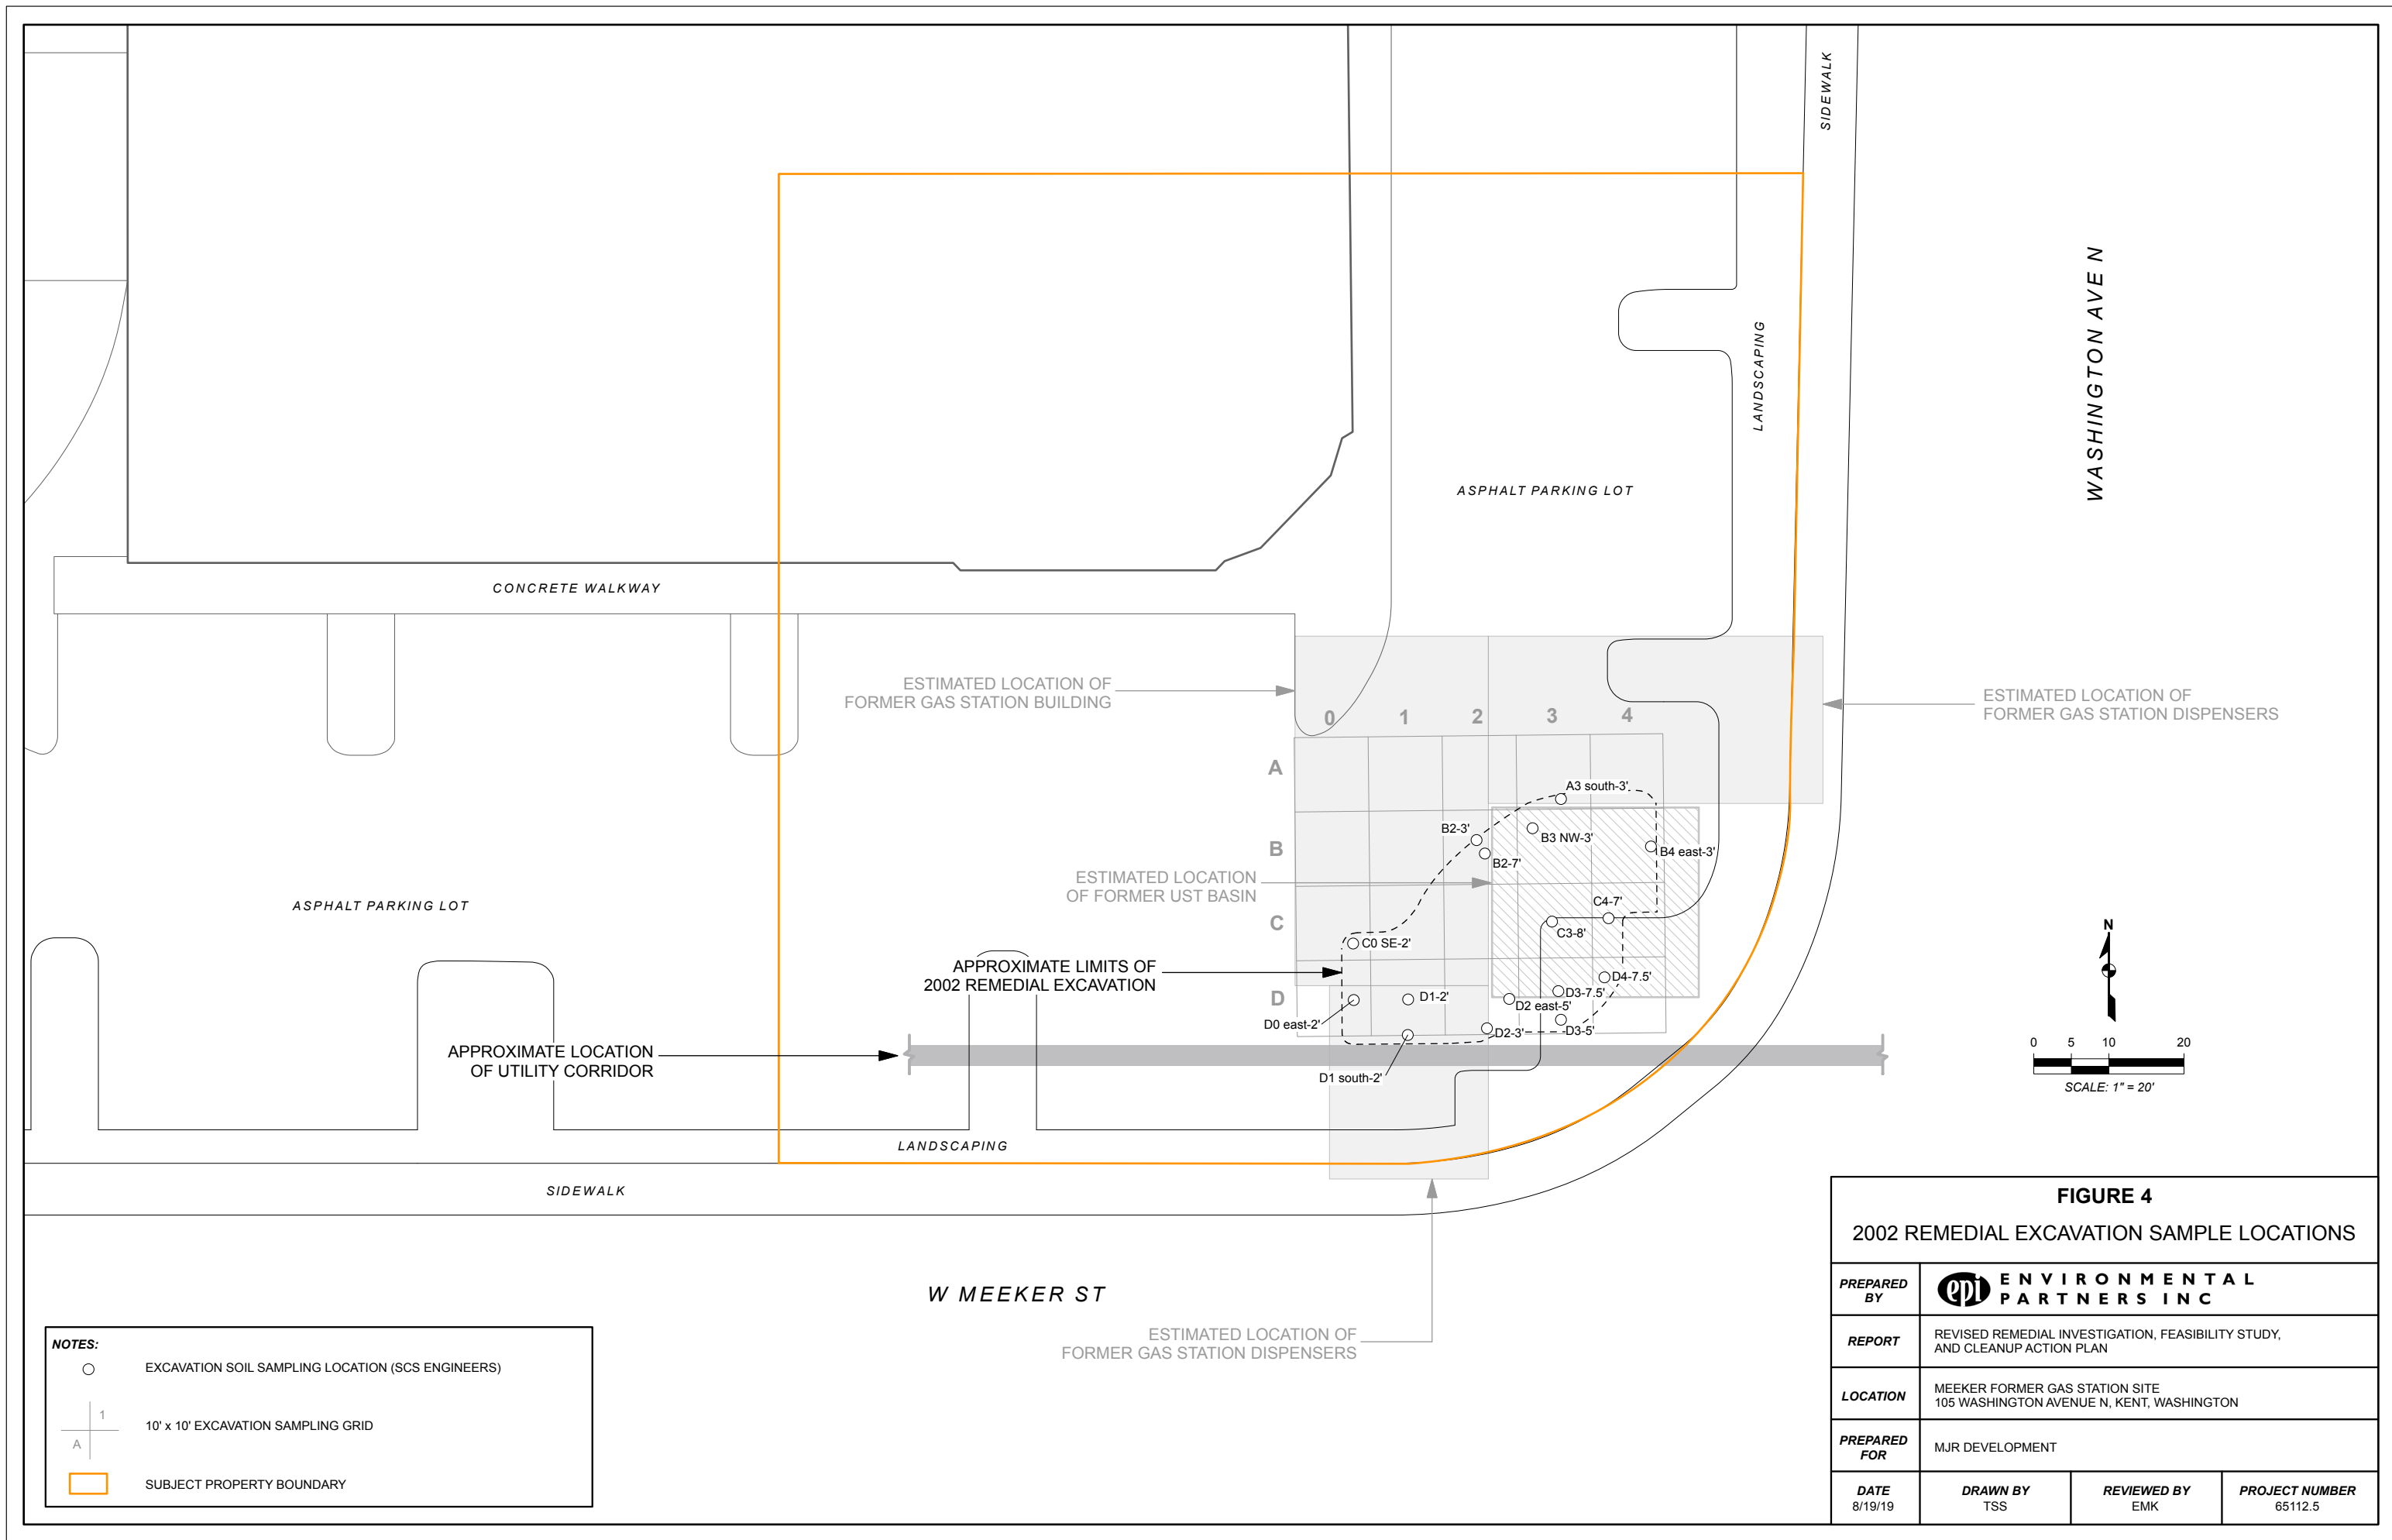 SIDEWALK
WASHINGTON AVE N
LANDSCAPING
ASPHALT PARKING LOT
CONCRETE WALKWAY
ESTIMATED LOCATION OF
FORMER GAS STATION BUILDING
ESTIMATED LOCATION OF
FORMER GAS STATION DISPENSERS
0 1 2 3 4
A
A3 south-3'
B2-3'
B3 NW-3'
B
B4 east-3'
B2-7'
ESTIMATED LOCATION
OF FORMER UST BASIN
ASPHALT PARKING LOT
C4-7'
C
C3-8'
C0 SE-2'
APPROXIMATE LIMITS OF
2002 REMEDIAL EXCAVATION
D4-7.5'
D
D1-2'
D3-7.5'
D2 east-5'
D0 east-2'
D2-3'
D3-5'
APPROXIMATE LOCATION
OF UTILITY CORRIDOR
D1 south-2'
N
0 5 10 20
SCALE: 1" = 20'
LANDSCAPING
SIDEWALK
W MEEKER ST
ESTIMATED LOCATION OF
FORMER GAS STATION DISPENSERS
NOTES:
EXCAVATION SOIL SAMPLING LOCATION (SCS ENGINEERS)
1
A
10' x 10' EXCAVATION SAMPLING GRID
SUBJECT PROPERTY BOUNDARY
FIGURE 4
2002 REMEDIAL EXCAVATION SAMPLE LOCATIONS
PREPARED
BY
epi
ENVIRONMENTAL
PARTNERS INC
REPORT
REVISED REMEDIAL INVESTIGATION, FEASIBILITY STUDY,
AND CLEANUP ACTION PLAN
LOCATION
MEEKER FORMER GAS STATION SITE
105 WASHINGTON AVENUE N, KENT, WASHINGTON
PREPARED
FOR
MJR DEVELOPMENT
DATE
8/19/19
DRAWN BY
TSS
REVIEWED BY
EMK
PROJECT NUMBER
65112.5